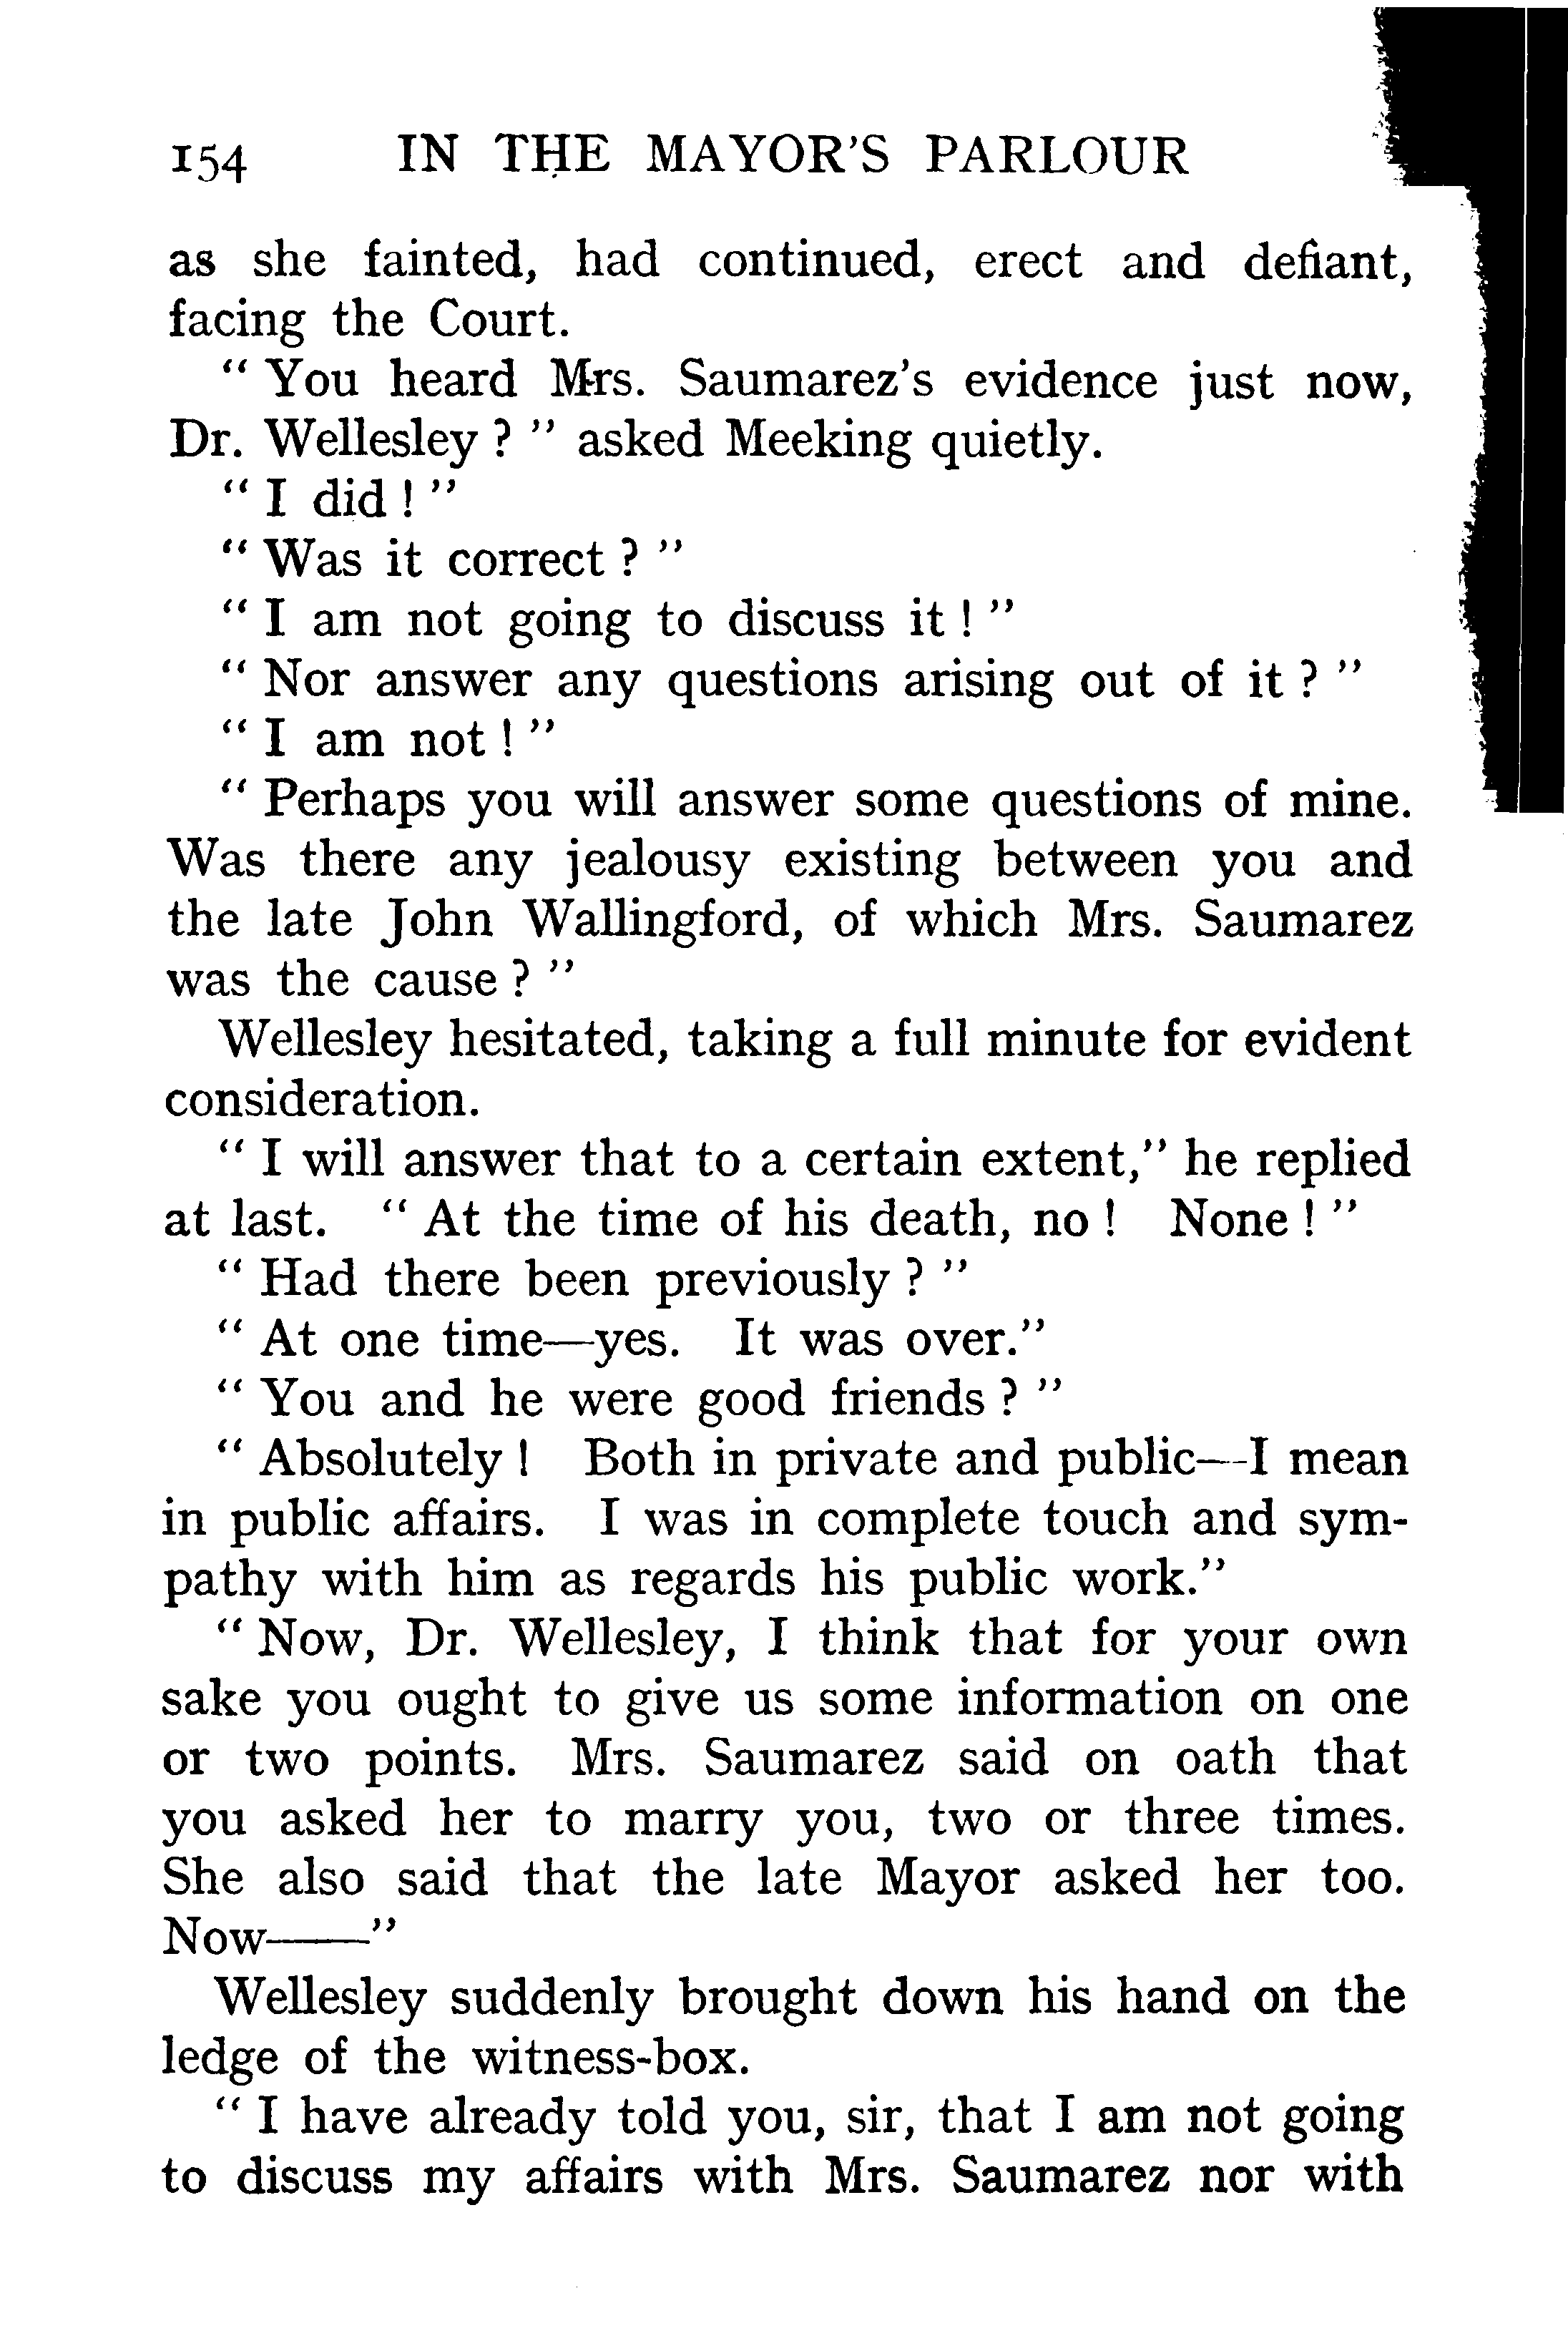 154 IN THE MAYOR'S PARLOUR
as she fainted, had continued, erect and defiant,
facing the Court.
“ You heard Mrs. Saumarez's evidence just now,
Dr. Wellesley ? ” asked Meeking quietly.
“ I did ! ”
“ Was it correct ? ”
“ I am not going to discuss it ! ”
“ Nor answer any questions arising out of it ? ”
“ I am not ! ”
“ Perhaps you will answer some questions of mine.
Was there any jealousy existing between you and
the late John Wallingford, of which Mrs. Saumarez
was the cause ? ”
Wellesley hesitated, taking a full minute for evident
consideration.
“ I will answer that to a certain extent,” he replied
at last. “ At the time of his death, no ! None ! ”
“ Had there been previously ? ”
“ At one time—yes. It was over.”
“ You and he were good friends ? ”
“ Absolutely ! Both in private and public—I mean
in public affairs. I was in complete touch and sym-
pathy with him as regards his public work.”
“ Now, Dr. Wellesley, I think that for your own
sake you ought to give us some information on one
or two points. Mrs. Saumarez said on oath that
you asked her to marry you, two or three times.
She also said that the late Mayor asked her too.
Now——”
Wellesley suddenly brought down his hand on the
ledge of the witness-box.
“ I have already told you, sir, that I am not going
to discuss my affairs with Mrs. Saumarez nor with